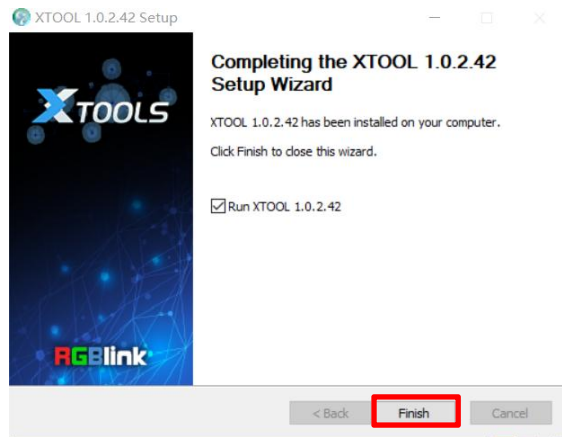 XTOOL 1.0.2.42 Setup
XTOOLS
Completing the XTOOL 1.0.2.42
Setup Wizard
XTOOL 1.0.2.42 has been installed on your computer.
Click Finish to close this wizard.
Run XTOOL 1.0.2.42
RGBlink
< Back
Finish
Cancel